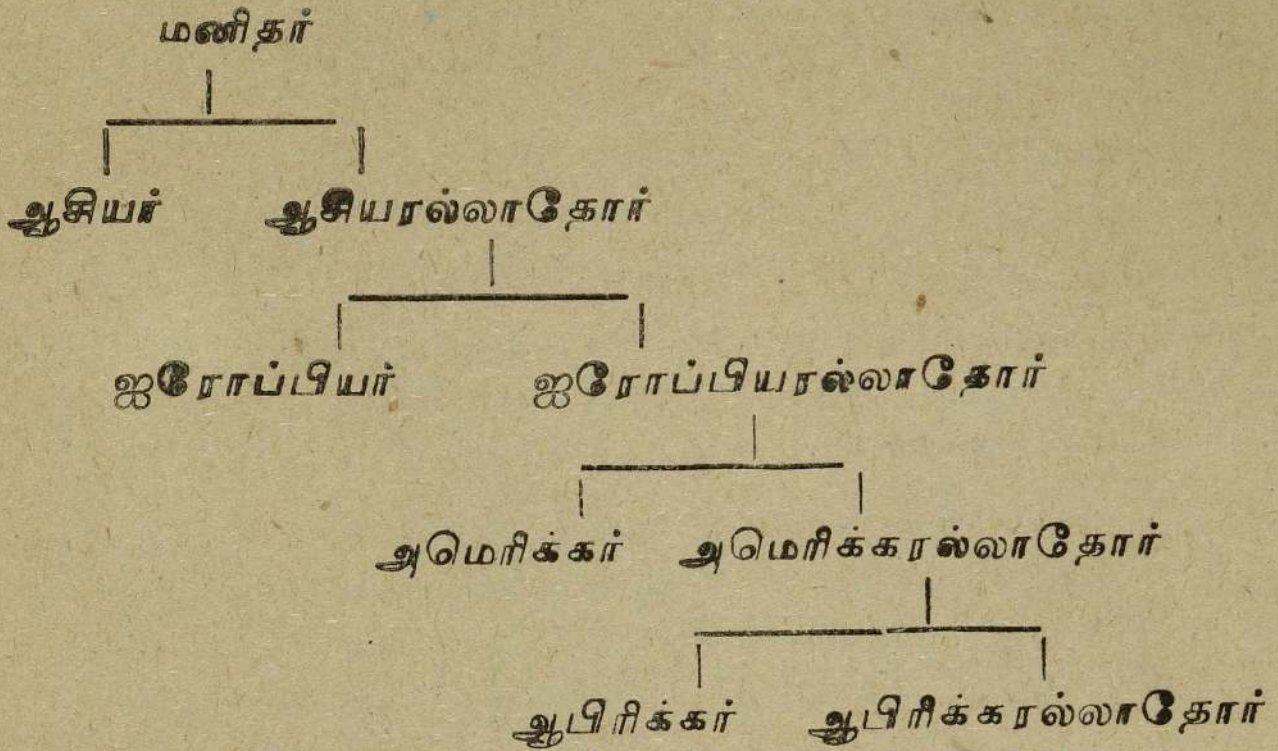 மனிதர்
ஆசியர் ஆசியரல்லாதோர்
ஐரோப்பியர் ஐரோப்பியரல்லாதோர்
அமெரிக்கர் அமெரிக்கரல்லாதோர்
ஆபிரிக்கர் ஆபிரிக்கரல்லாதோர்